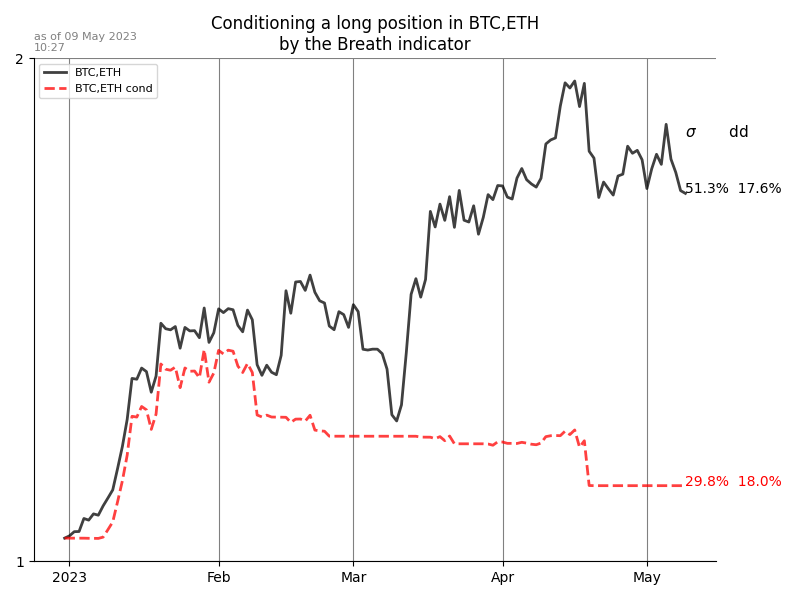 Conditioning a long position in BTC,ETH
by the Breath indicator
as of 09 May 2023
10:27
2
BTC,ETH
BTC,ETH cond
σ dd
51.3% 17.6%
29.8% 18.0%
1
2023 Feb Mar Apr May